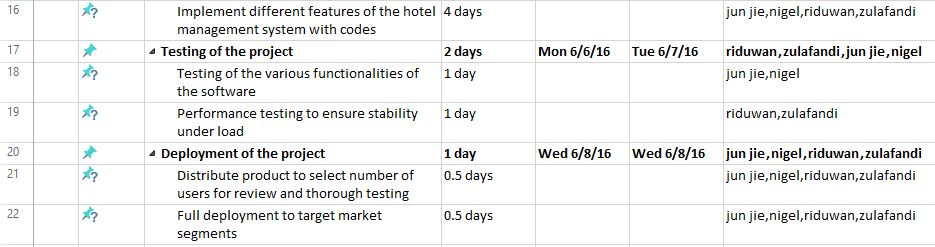 16 Implement different features of the hotel 4 days jun jie,nigel,riduwan,zulafandi
management system with codes
17 Testing of the project 2 days Mon 6/6/16 Tue 6/7/16 riduwan,zulafandi,jun jie,nigel
18 Testing of the various functionalities of 1 day jun jie,nigel
the software
19 Performance testing to ensure stability 1 day riduwan,zulafandi
under load
20 Deployment of the project 1 day Wed 6/8/16 Wed 6/8/16 jun jie,nigel,riduwan,zulafandi
21 Distribute product to select number of 0.5 days jun jie,nigel,riduwan,zulafandi
users for review and thorough testing
22 Full deployment to target market 0.5 days jun jie,nigel,riduwan,zulafandi
segments